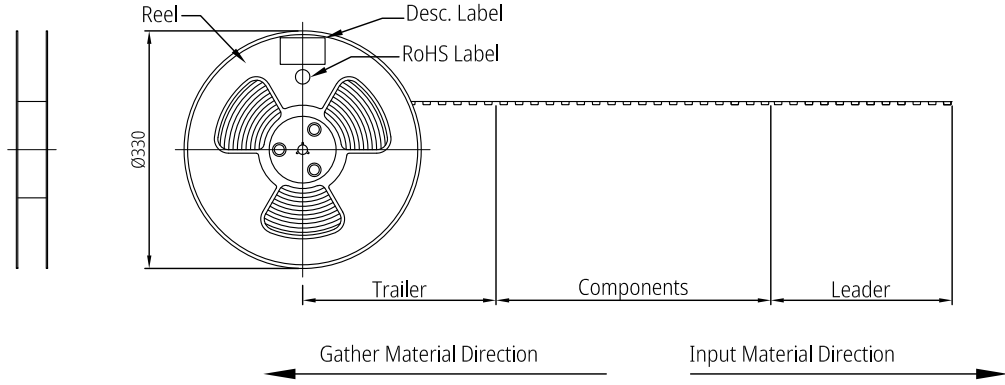 Reel
Desc. Label
RoHS Label
Ø330
Trailer
Components
Leader
Gather Material Direction
Input Material Direction